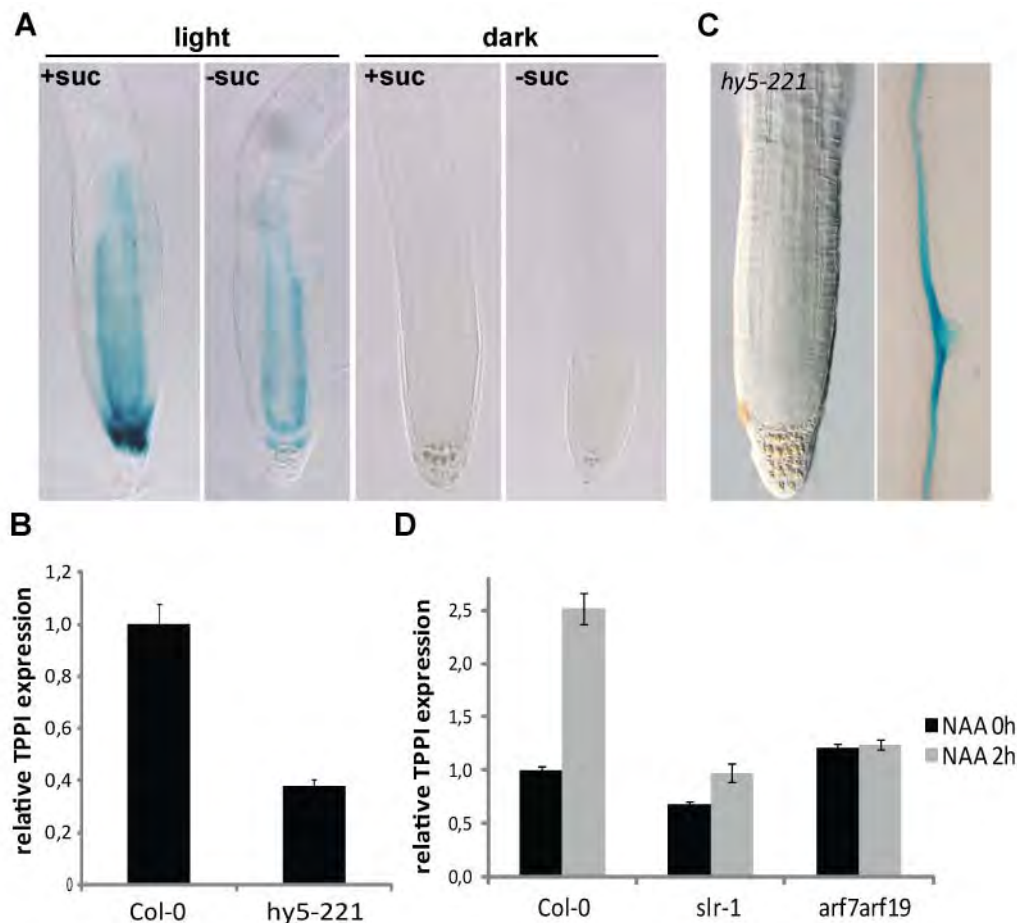 A
light
dark
+suc
-suc
+suc
-suc
C
hy5-221
B
relative TPPI expression
1,2
1,0
0,8
0,6
0,4
0,2
0
Col-0
hy5-221
D
relative TPPI expression
2,5
2,0
1,5
1,0
0,5
0,0
Col-0
slr-1
arf7arf19
NAA 0h
NAA 2h